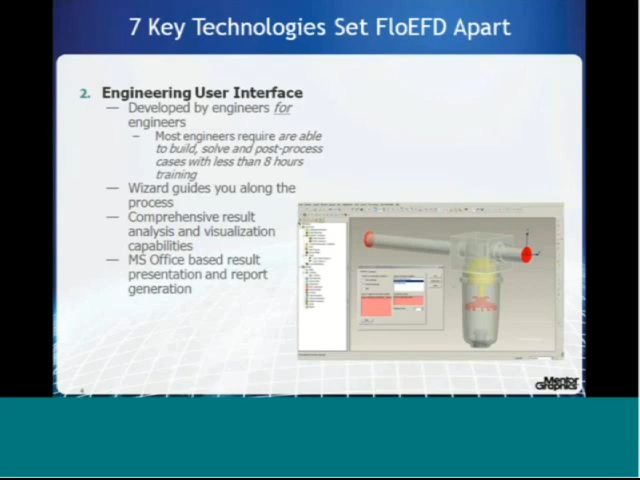 7 Key Technologies Set FloEFD Apart
2. Engineering User Interface
— Developed by engineers for
engineers
– Most engineers require are able
to build, solve and post-process
cases with less than 8 hours
training
— Wizard guides you along the
process
— Comprehensive result
analysis and visualization
capabilities
— MS Office based result
presentation and report
generation
4
Mentor
Graphics